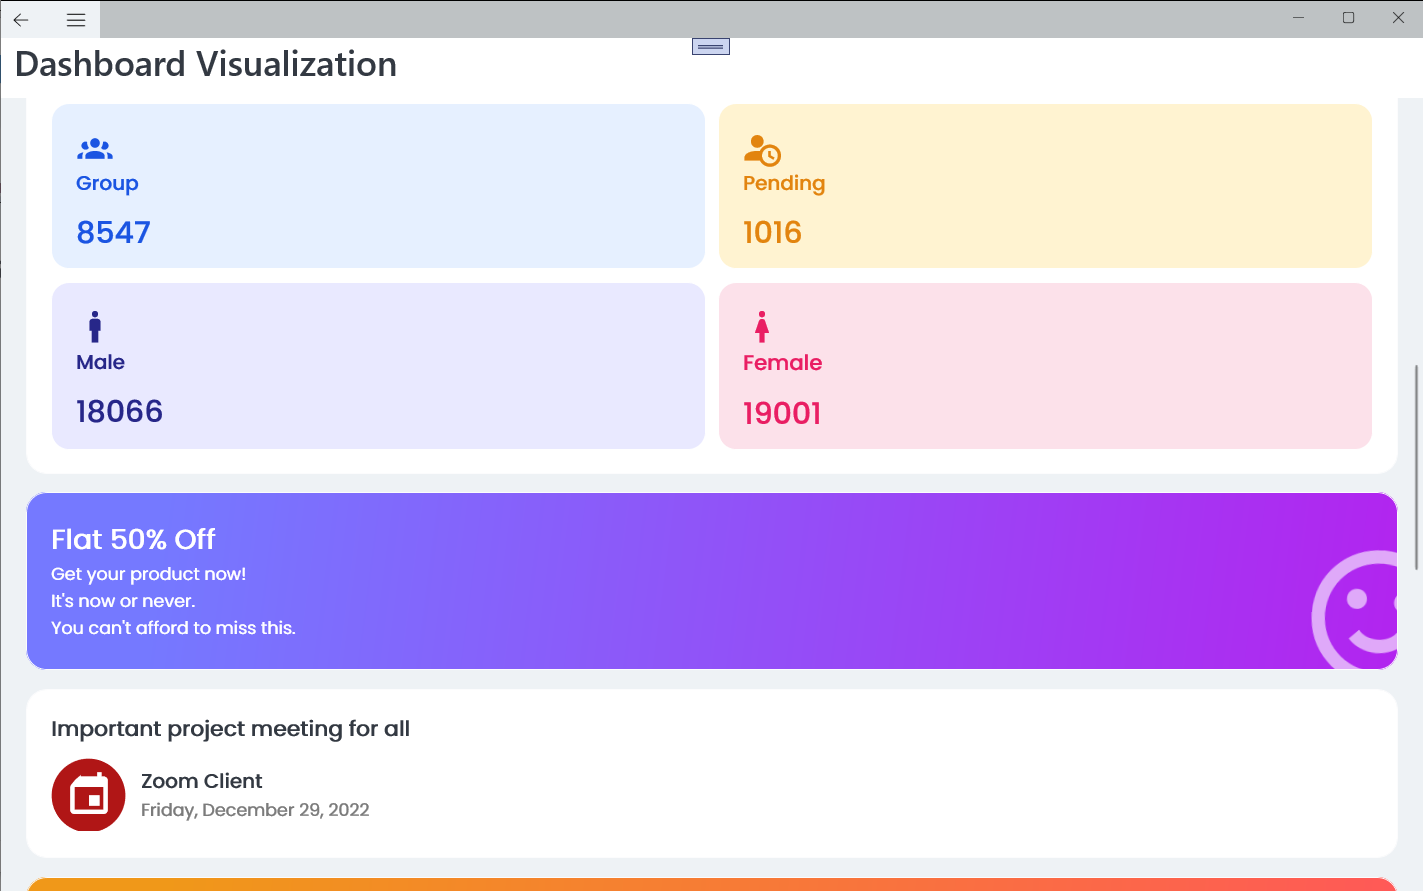 Dashboard Visualization
Group
8547
Pending
1016
Male
18066
Female
19001
Flat 50% Off
Get your product now!
It's now or never.
You can't afford to miss this.
Important project meeting for all
Zoom Client
Friday, December 29, 2022